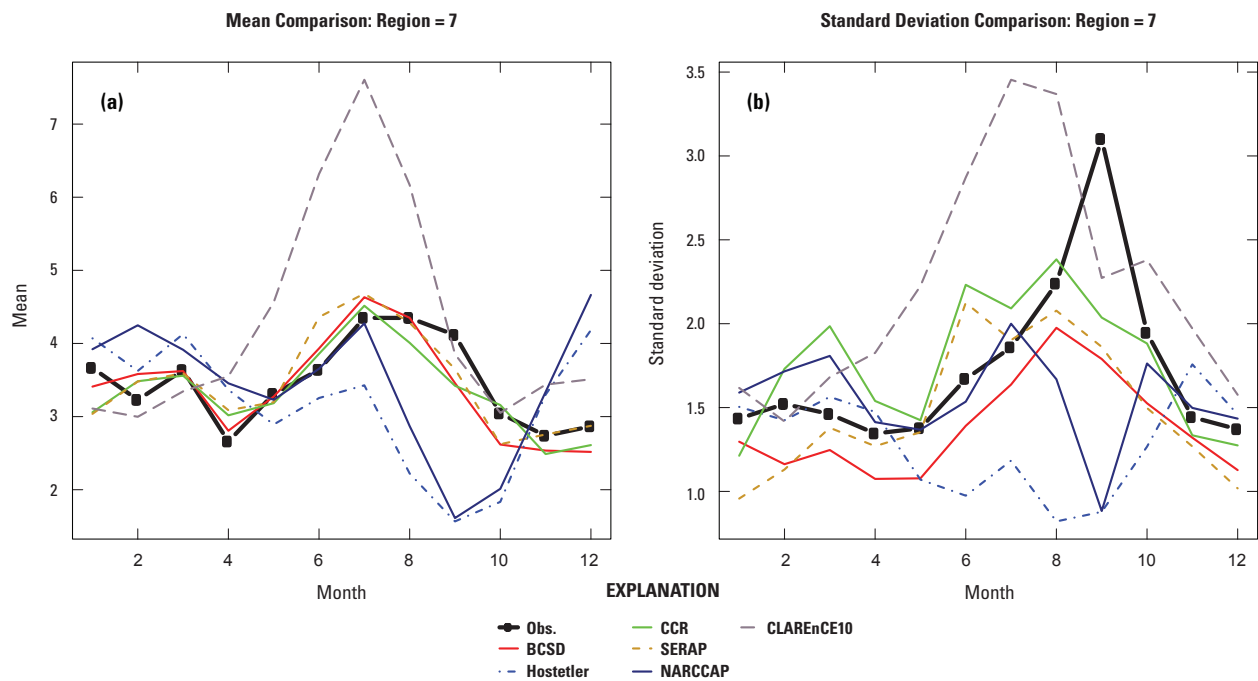 Mean Comparison: Region = 7
(a)
7
6
5
4
3
2
Mean
2 4 6 8 10 12
Month
Standard Deviation Comparison: Region = 7
(b)
3.5
3.0
2.5
2.0
1.5
1.0
Standard deviation
2 4 6 8 10 12
Month
EXPLANATION
Obs.
BCSD
Hostetler
CCR
SERAP
NARCCAP
CLAREnCE10